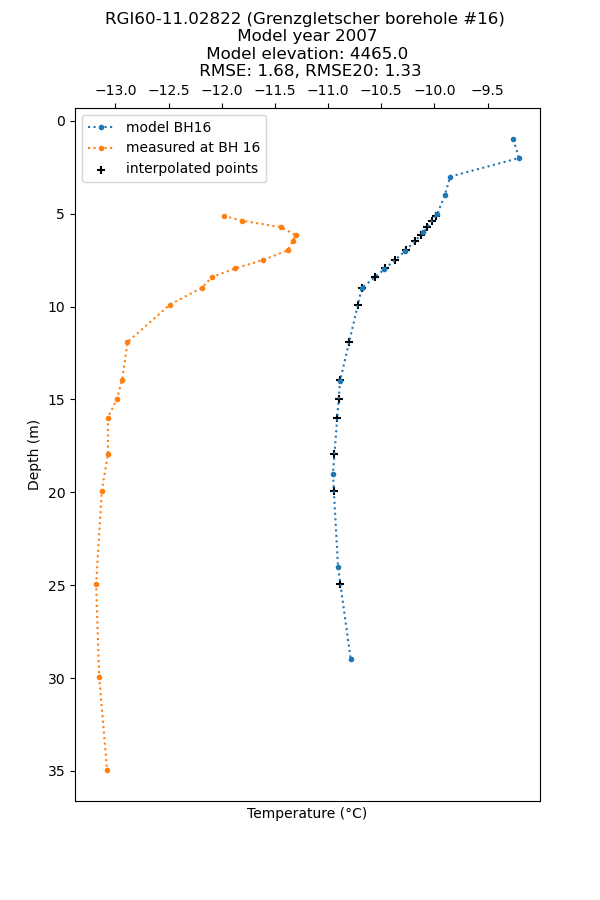 RGI60-11.02822 (Grenzgletscher borehole #16)
Model year 2007
Model elevation: 4465.0
RMSE: 1.68, RMSE20: 1.33
−13.0 −12.5 −12.0 −11.5 −11.0 −10.5 −10.0 −9.5
model BH16
measured at BH 16
interpolated points
0
5
10
15
20
25
30
35
Depth (m)
Temperature (°C)